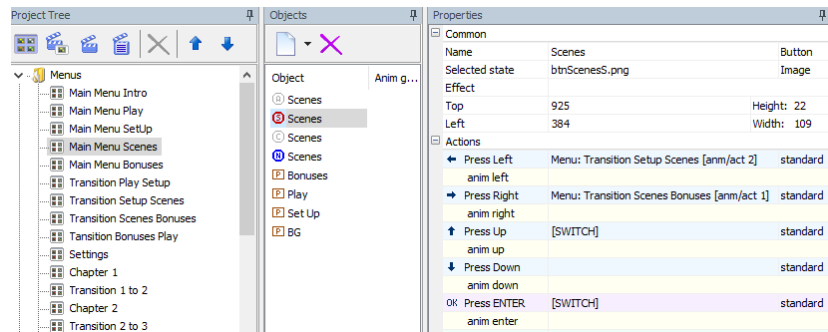 Project Tree
Menus
Main Menu Intro
Main Menu Play
Main Menu SetUp
Main Menu Scenes
Main Menu Bonuses
Transition Play Setup
Transition Setup Scenes
Transition Scenes Bonuses
Tansition Bonuses Play
Settings
Chapter 1
Transition 1 to 2
Chapter 2
Transition 2 to 3
Objects
Object Anim g...
R Scenes
S Scenes
C Scenes
N Scenes
P Bonuses
P Play
P Set Up
P BG
Properties
Common
Name Scenes Button
Selected state btnScenesS.png Image
Effect
Top 925 Height: 22
Left 384 Width: 109
Actions
Press Left Menu: Transition Setup Scenes [anm/act 2] standard
anim left
Press Right Menu: Transition Scenes Bonuses [anm/act 1] standard
anim right
Press Up [SWITCH] standard
anim up
Press Down standard
anim down
OK Press ENTER [SWITCH] standard
anim enter